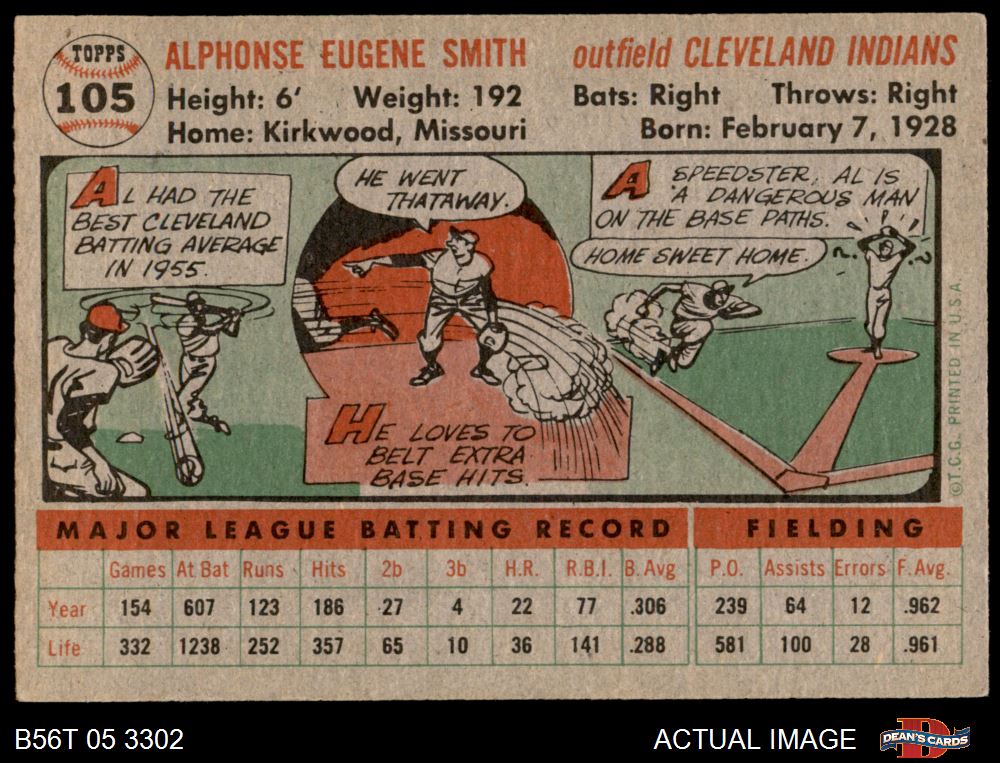 TOPPS
105
ALPHONSE EUGENE SMITH
outfield CLEVELAND INDIANS
Height: 6' Weight: 192
Bats: Right Throws: Right
Home: Kirkwood, Missouri
Born: February 7, 1928
AL HAD THE
BEST CLEVELAND
BATTING AVERAGE
IN 1955.
HE WENT
THATAWAY.
HE LOVES TO
BELT EXTRA
BASE HITS.
A SPEEDSTER, AL IS
A DANGEROUS MAN
ON THE BASE PATHS.
HOME SWEET HOME.
?
! !
?
©T.C.G. PRINTED IN U.S.A.
MAJOR LEAGUE BATTING RECORD
FIELDING
Games At Bat Runs Hits 2b 3b H.R. R.B.I. B. Avg P.O. Assists Errors F. Avg.
Year 154 607 123 186 27 4 22 77 .306 239 64 12 .962
Life 332 1238 252 357 65 10 36 141 .288 581 100 28 .961
B56T 05 3302
ACTUAL IMAGE
D
DEAN'S CARDS